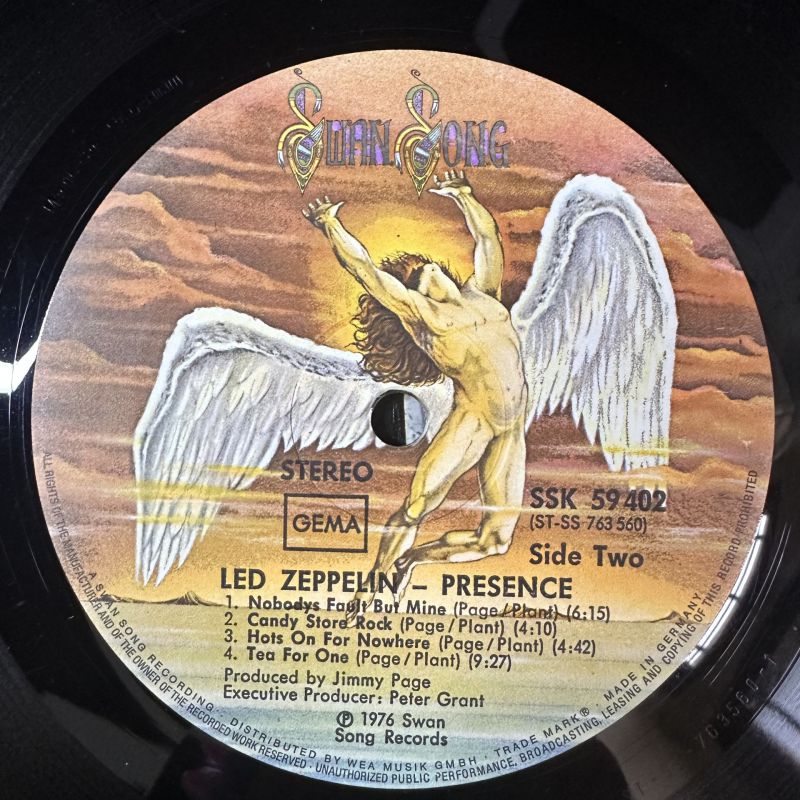 SWAN SONG
STEREO
GEMA
SSK 59 402
(ST-SS-763 560)
Side Two
LED ZEPPELIN – PRESENCE
1. Nobodys Fault But Mine (Page/Plant) (6:15)
2. Candy Store Rock (Page/Plant) (4:10)
3. Hots On For Nowhere (Page/Plant) (4:42)
4. Tea For One (Page/Plant) (9:27)
Produced by Jimmy Page
Executive Producer: Peter Grant
℗ 1976 Swan
Song Records
A SWAN SONG RECORDING · DISTRIBUTED BY WEA MUSIK GMBH · TRADE MARK® · MADE IN GERMANY
ALL RIGHTS OF THE MANUFACTURER AND OF THE OWNER OF THE RECORDED WORK RESERVED · UNAUTHORIZED PUBLIC PERFORMANCE, BROADCASTING, LEASING AND COPYING OF THIS RECORD PROHIBITED